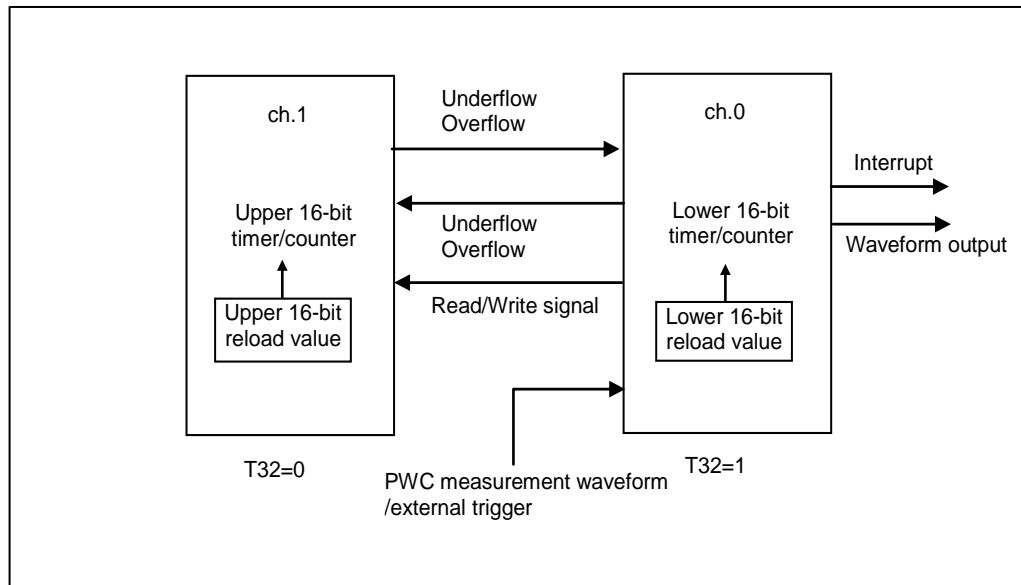 ch.1
Upper 16-bit
timer/counter
Upper 16-bit
reload value
T32=0
Underflow
Overflow
Underflow
Overflow
Read/Write signal
PWC measurement waveform
/external trigger
ch.0
Lower 16-bit
timer/counter
Lower 16-bit
reload value
T32=1
Interrupt
Waveform output